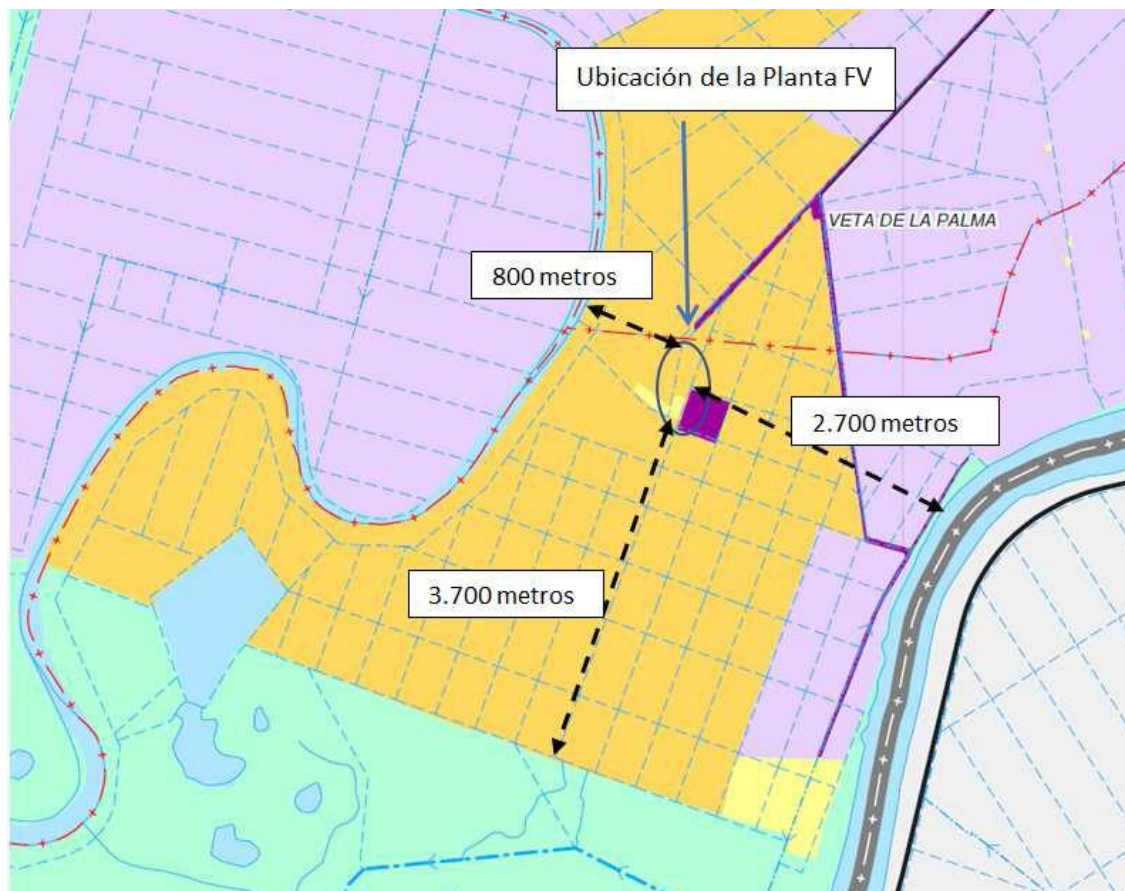 Ubicación de la Planta FV
VETA DE LA PALMA
800 metros
2.700 metros
3.700 metros